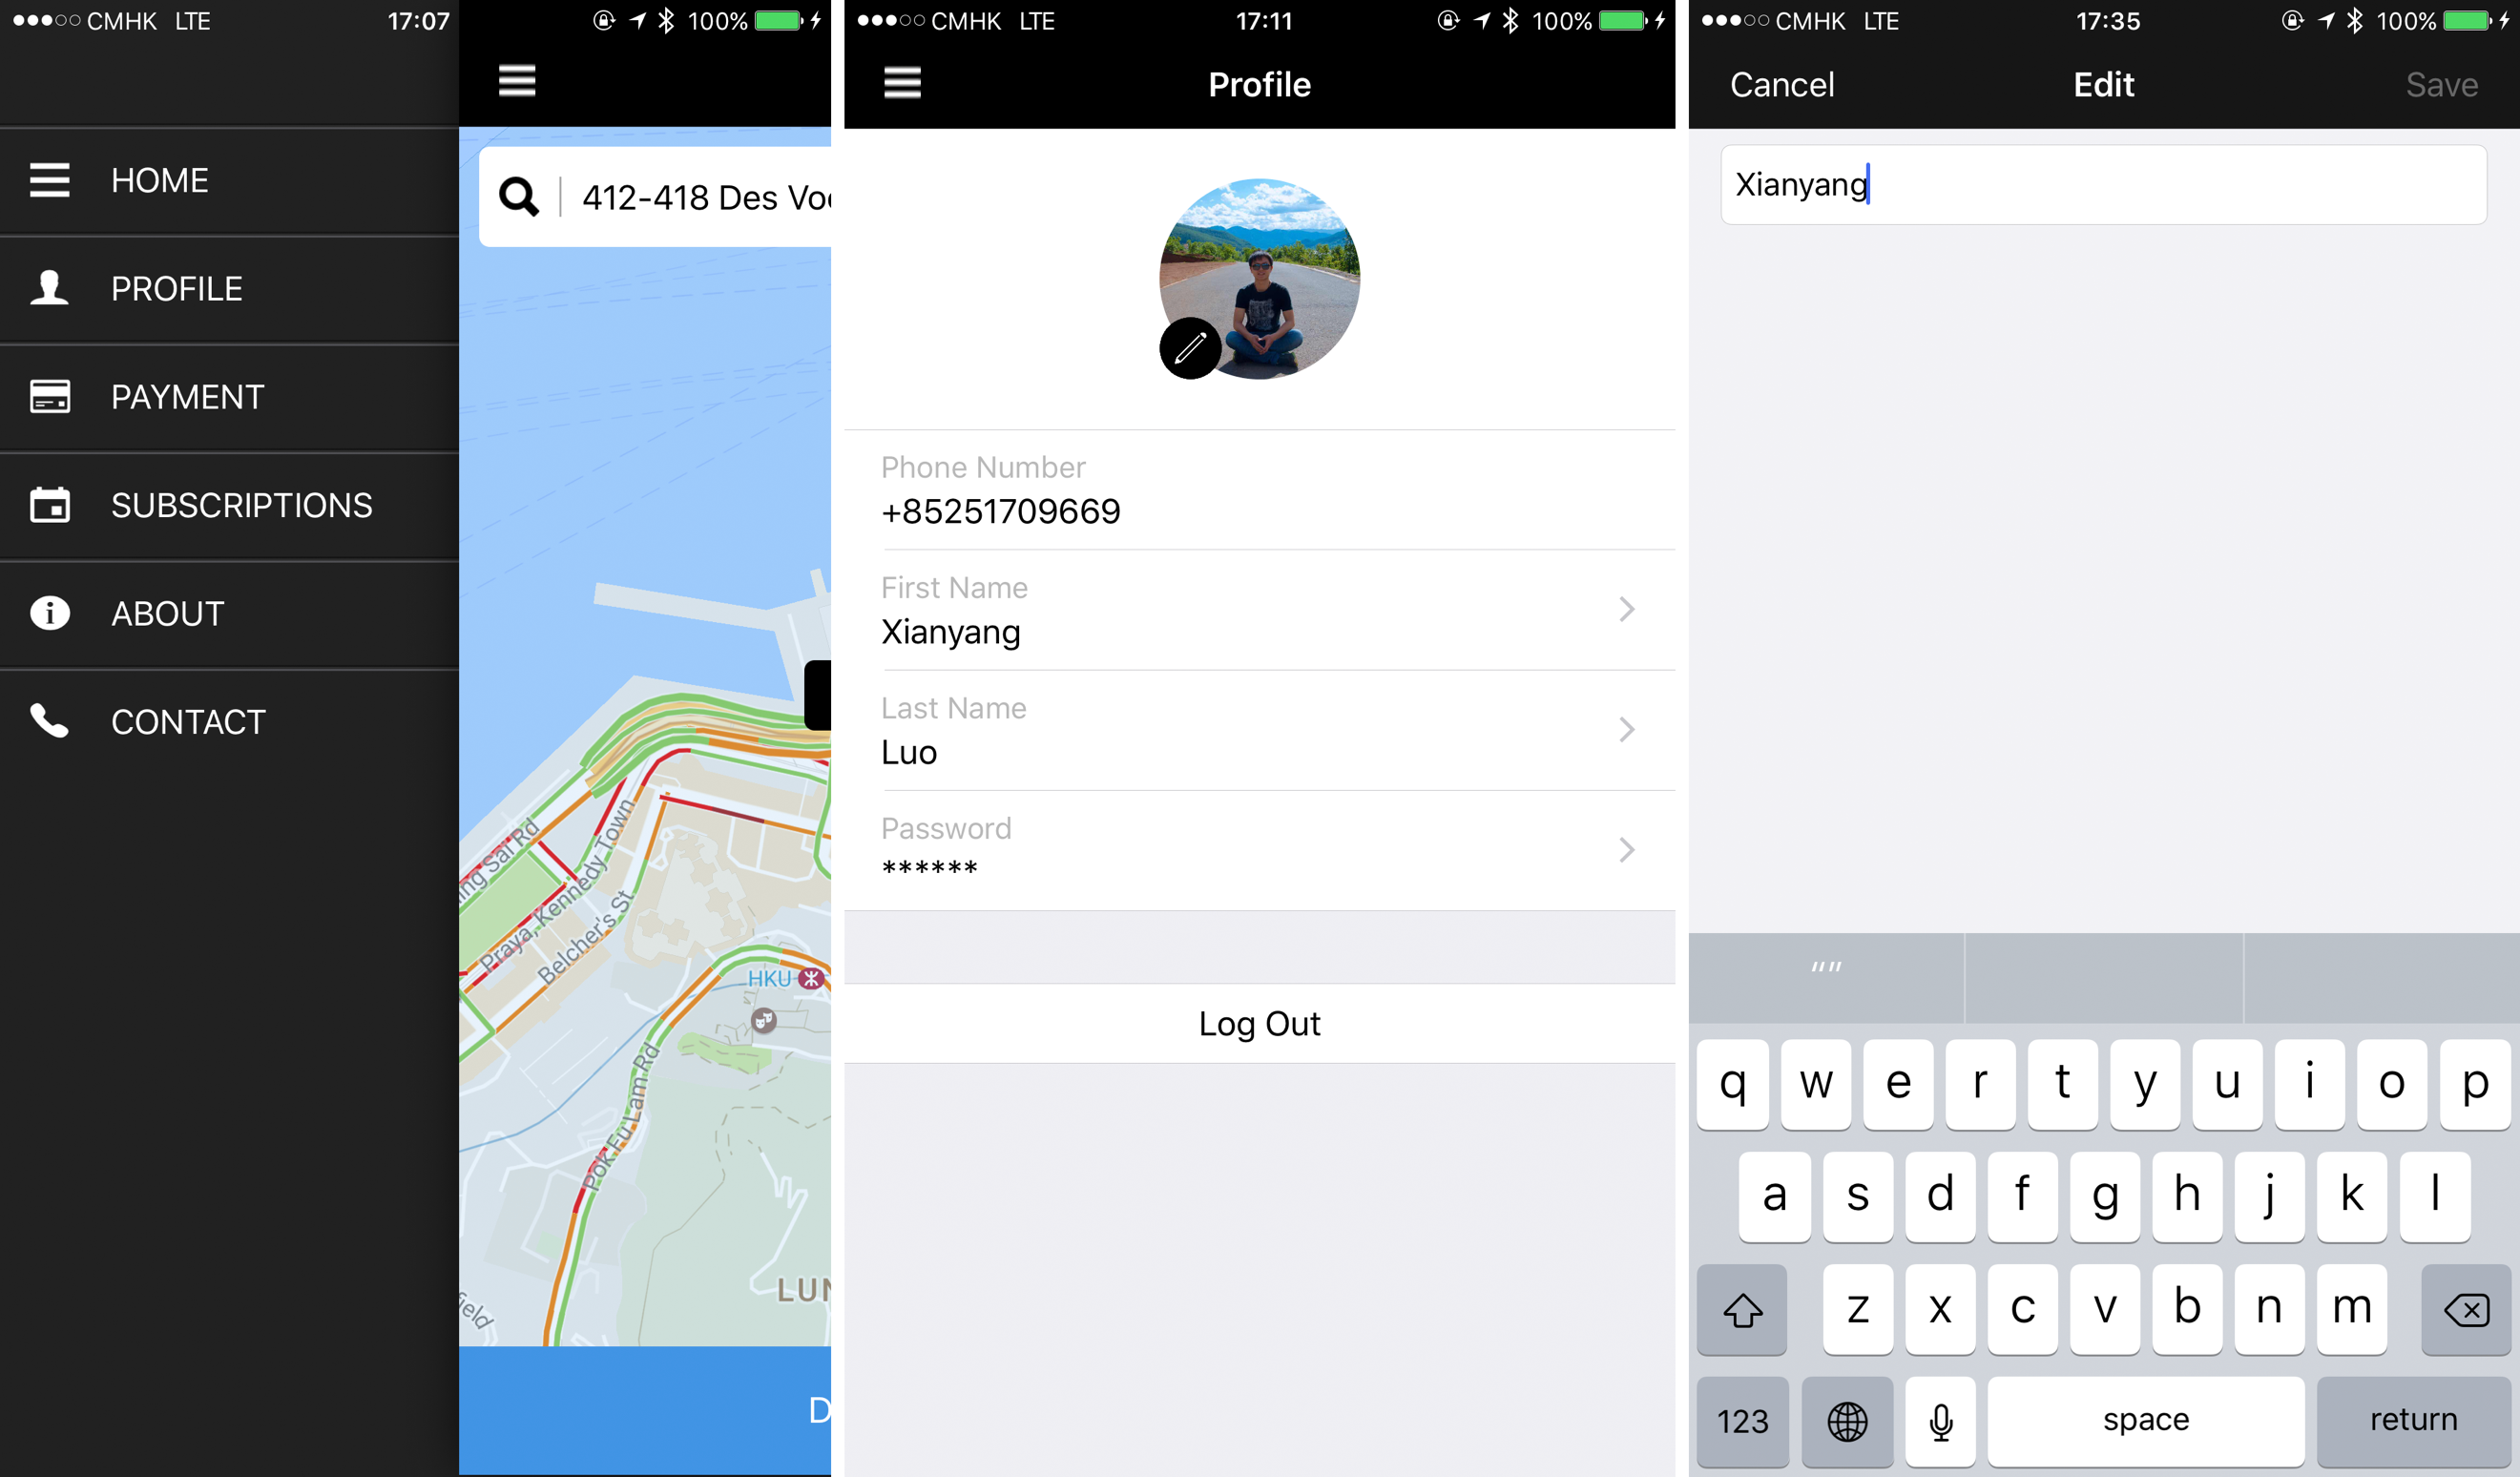 CMHK LTE 17:07 100%
HOME
PROFILE
PAYMENT
SUBSCRIPTIONS
ABOUT
CONTACT
412-418 Des Voe
Praya, Kennedy Town
Belcher's St
HKU
Pok Fu Lam Rd
CMHK LTE 17:11 100%
Profile
Phone Number
+85251709669
First Name
Xianyang
Last Name
Luo
Password
******
Log Out
CMHK LTE 17:35 100%
Cancel Edit Save
Xianyang
""
q w e r t y u i o p
a s d f g h j k l
z x c v b n m
123 space return